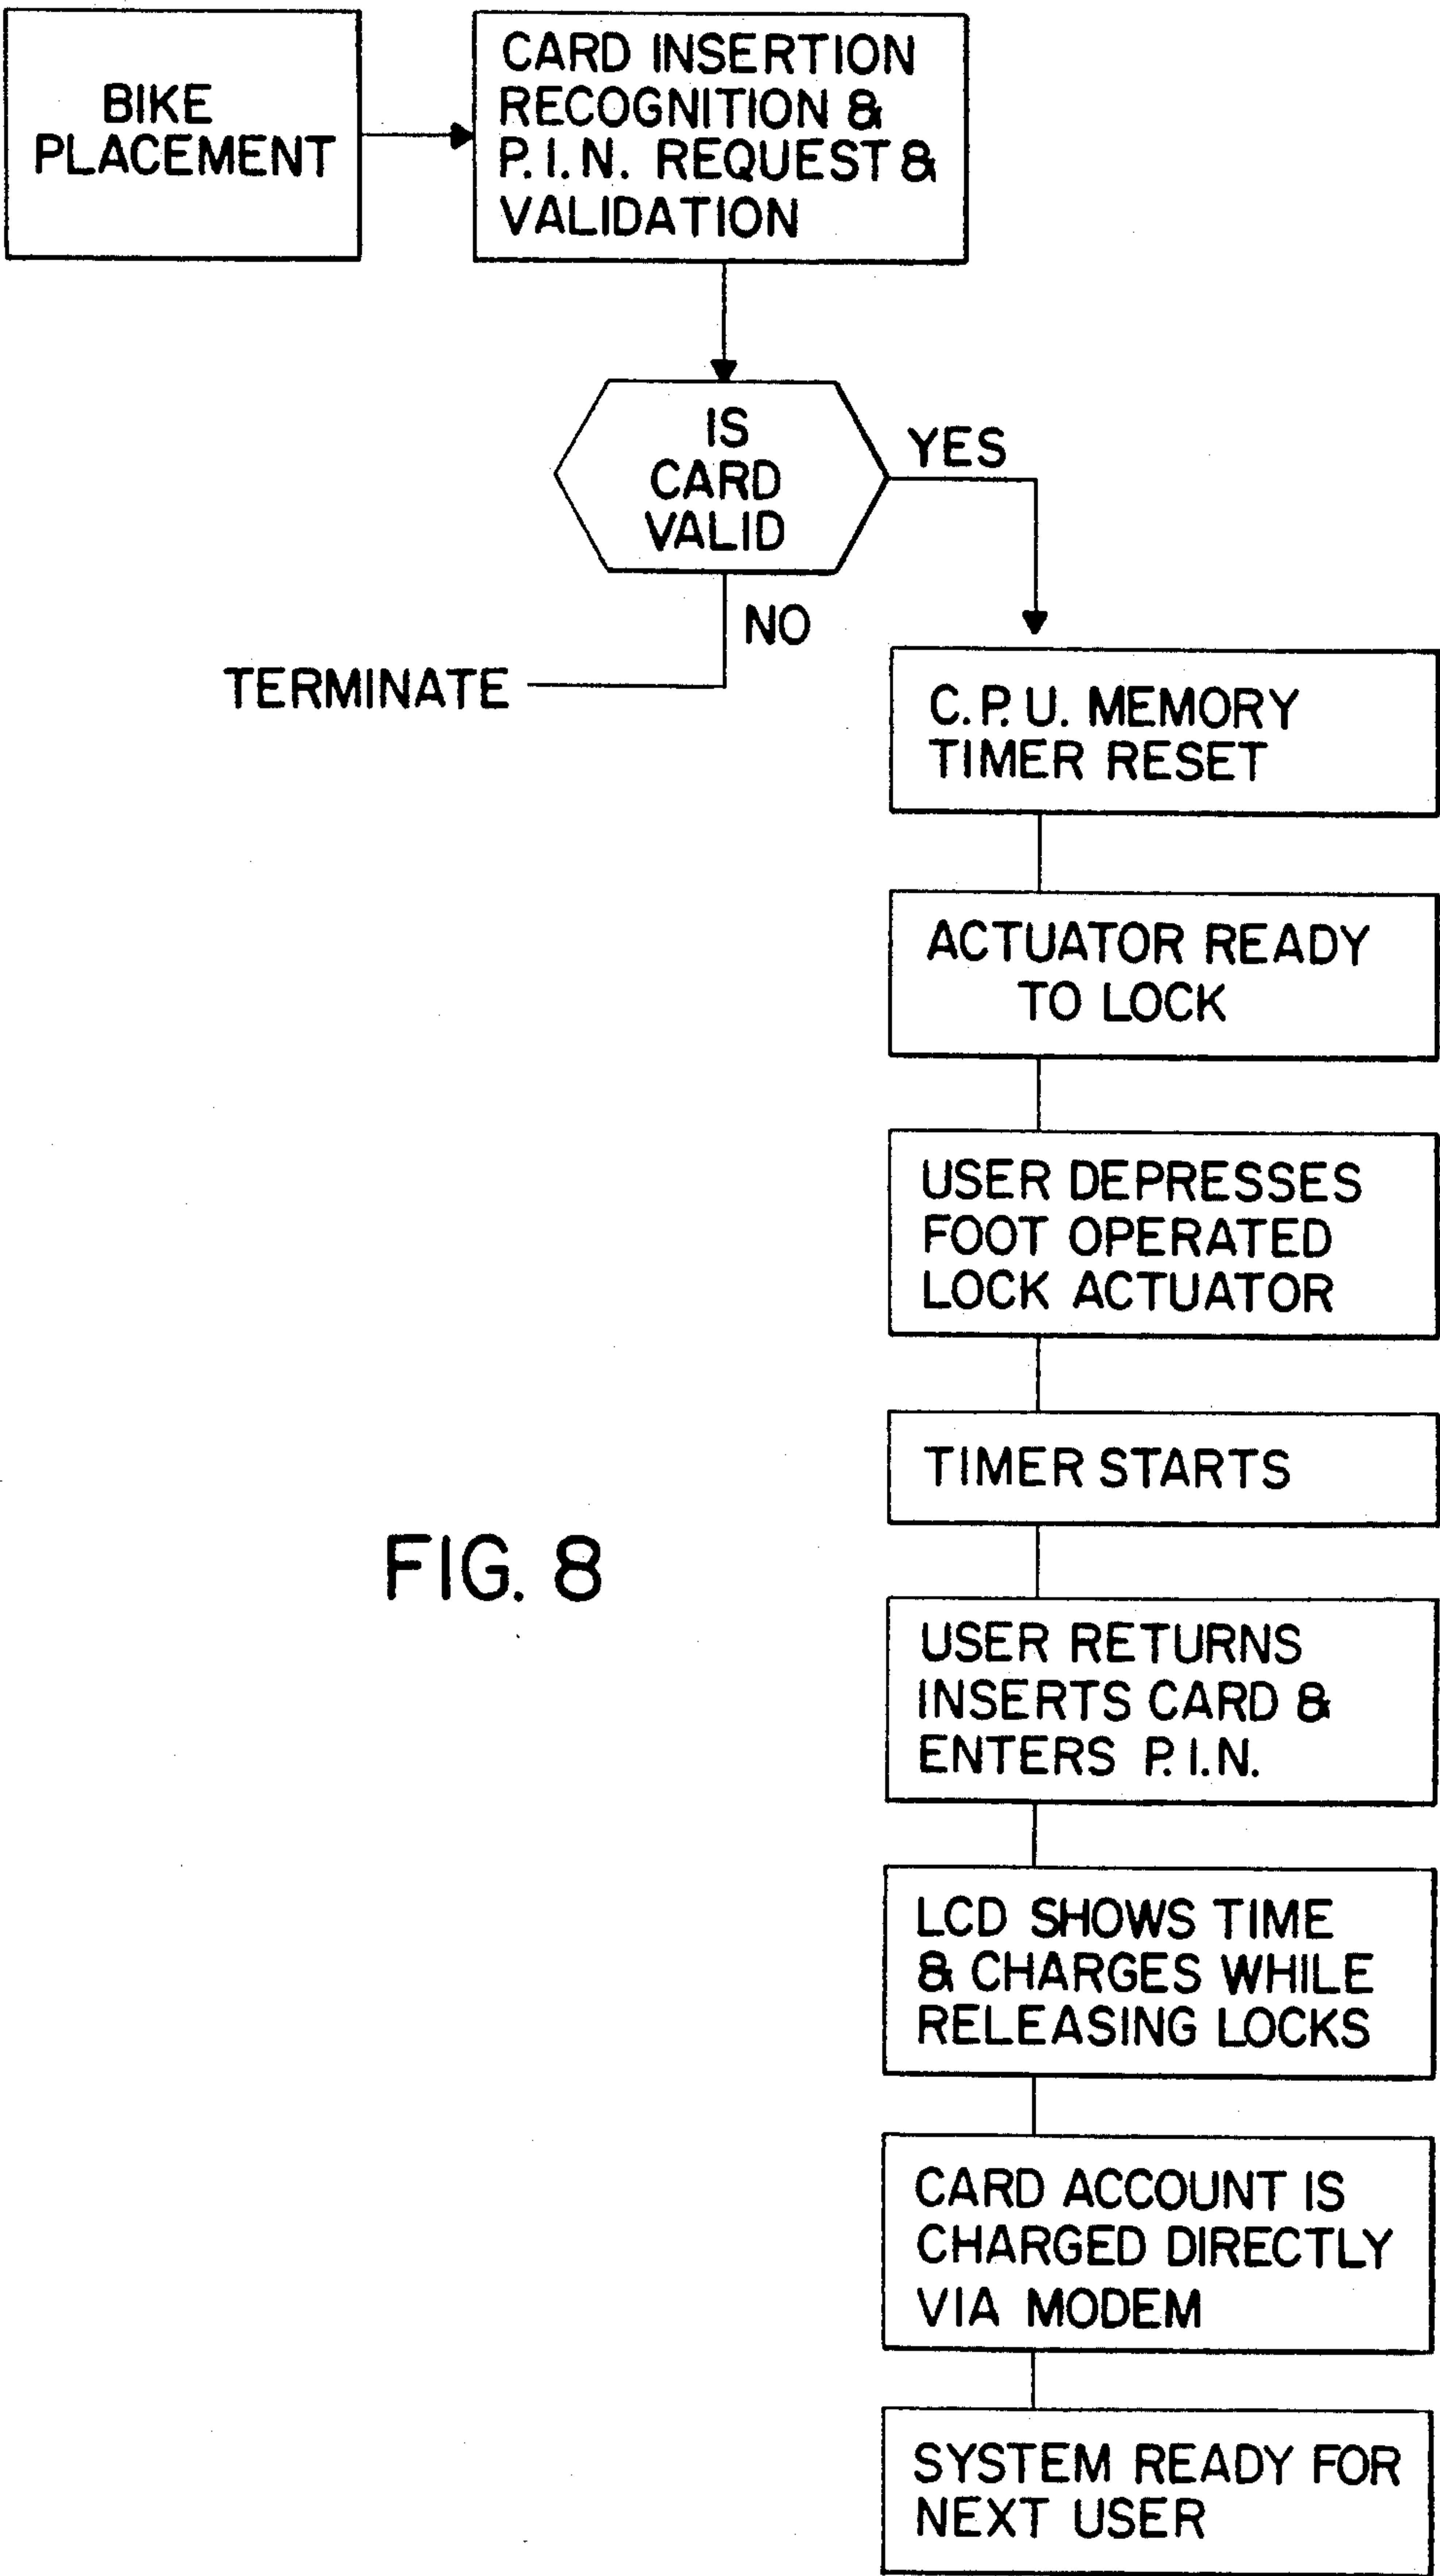 BIKE
PLACEMENT
CARD INSERTION
RECOGNITION &
P.I.N. REQUEST &
VALIDATION
IS
CARD
VALID
YES
NO
TERMINATE
C.P.U. MEMORY
TIMER RESET
ACTUATOR READY
TO LOCK
USER DEPRESSES
FOOT OPERATED
LOCK ACTUATOR
TIMER STARTS
FIG. 8
USER RETURNS
INSERTS CARD &
ENTERS P.I.N.
LCD SHOWS TIME
& CHARGES WHILE
RELEASING LOCKS
CARD ACCOUNT IS
CHARGED DIRECTLY
VIA MODEM
SYSTEM READY FOR
NEXT USER